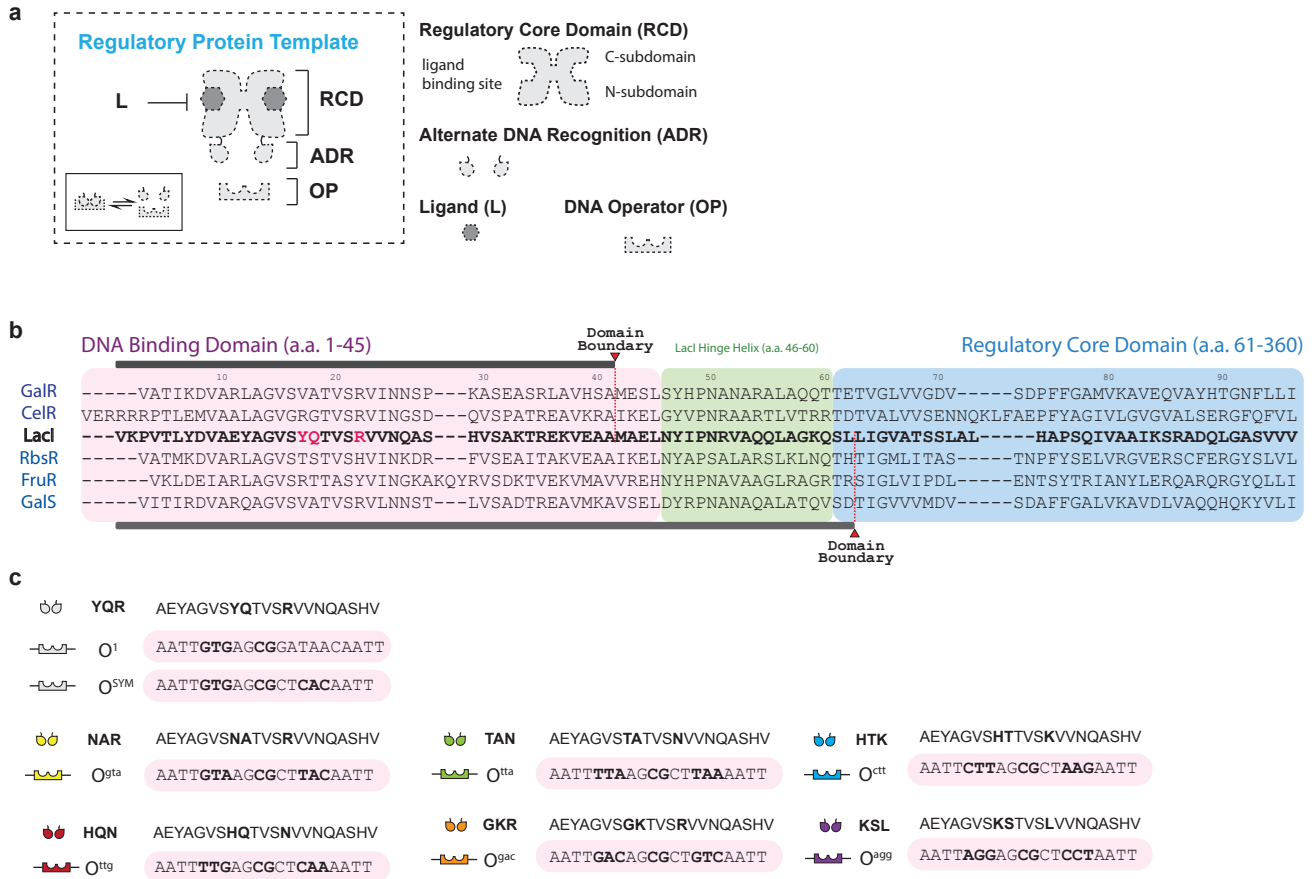 a
Regulatory Protein Template
L
RCD
ADR
OP
Regulatory Core Domain (RCD)
ligand
binding site
C-subdomain
N-subdomain
Alternate DNA Recognition (ADR)
Ligand (L)
DNA Operator (OP)
b
DNA Binding Domain (a.a. 1-45)
Domain
Boundary
LacI Hinge Helix (a.a. 46-60)
Regulatory Core Domain (a.a. 61-360)
10 20 30 40 50 60 70 80 90
GalR -----VATIKDVARLAGVSVATVSRVINNSP---KASEASRLAVHSAMESLSYHPNANARALAQQTTETVGLVVGDV-----SDPFFGAMVKAVEQVAYHTGNFLLI
CelR VERRRRPTLEMVAALAGVGRGTVSRVINGSD---QVSPATREAVKRAIKELGYVPNRAARTLVTRRTDTVALVVSENNQKLFAEPFYAGIVLGVGVALSERGFQFVL
LacI ---VKPVTLYDVAEYAGVSYQTVSRVVNQAS---HVSAKTREKVEAAMAELNYIPNRVAQQLAGKQSLLIGVATSSLAL------HAPSQIVAAIKSRADQLGASVVV
RbsR -----VATMKDVARLAGVSTSTVSHVINKDR---FVSEAITAKVEAAIKELNYAPSALARSLKLNQTHTIGMLITAS-----TNPFYSELVRGVERSCFERGYSLVL
FruR ------VKLDEIARLAGVSRTTASYVINGKAKQYRVSDKTVEKVMAVVREHNYHPNAVAAGLRAGRTRSIGLVIPDL-----ENTSYTRIANYLERQARQRGYQLLI
GalS -----VITIRDVARQAGVSVATVSRVLNNST---LVSADTREAVMKAVSELDYRPNANAQALATQVSDTIGVVVMDV-----SDAFFGALVKAVDLVAQQHQKYVLI
Domain
Boundary
c
YQR AEYAGVSYQTVSRVVNQASHV
O1 AATTGTGAGCGGATAACAATT
OSYM AATTGTGAGCGCTCACAATT
NAR AEYAGVSNATVSRVVNQASHV
Ogta AATTGTAAGCGCTTACAATT
TAN AEYAGVSTATVSNVVNQASHV
Otta AATTTTAAGCGCTTAAAATT
HTK AEYAGVSHTTVSKVVNQASHV
Octt AATTCTTAGCGCTAAGAATT
HQN AEYAGVSHQTVSNVVNQASHV
Ottg AATTTTGAGCGCTCAAAATT
GKR AEYAGVSGKTVSRVVNQASHV
Ogac AATTGACAGCGCTGTCAATT
KSL AEYAGVSKSTVSLVVNQASHV
Oagg AATTAGGAGCGCTCCTAATT